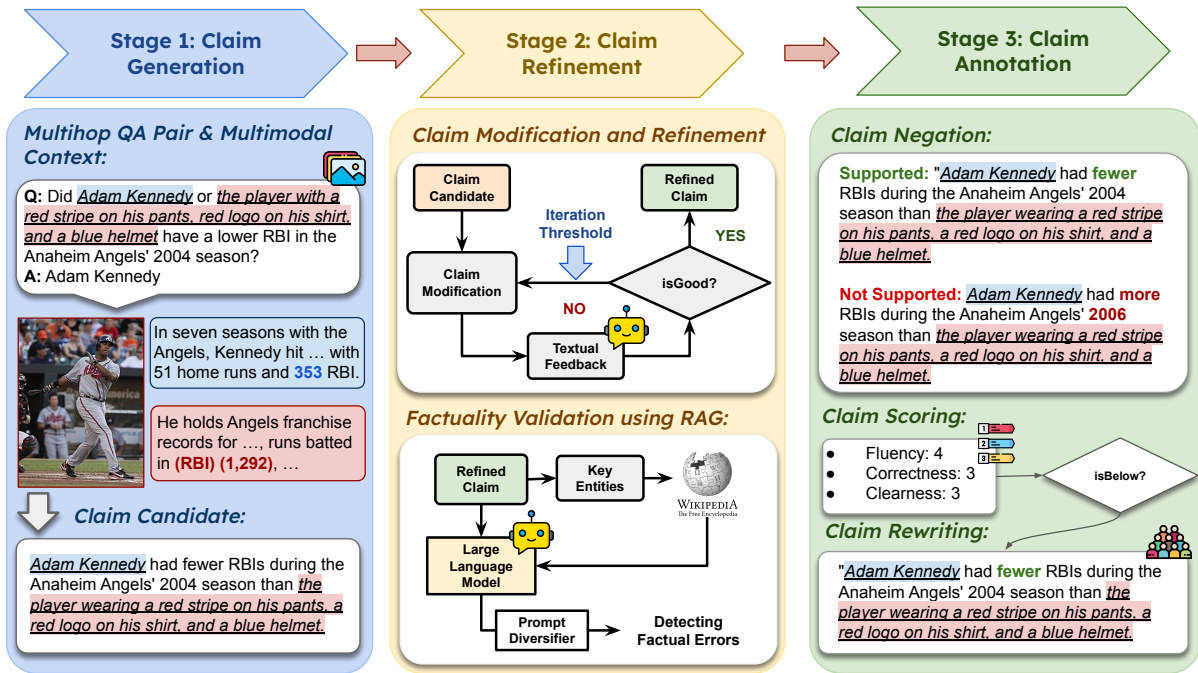 Stage 1: Claim
Generation
Stage 2: Claim
Refinement
Stage 3: Claim
Annotation
Multihop QA Pair & Multimodal
Context:
Q: Did Adam Kennedy or the player with a
red stripe on his pants, red logo on his shirt,
and a blue helmet have a lower RBI in the
Anaheim Angels' 2004 season?
A: Adam Kennedy
In seven seasons with the
Angels, Kennedy hit … with
51 home runs and 353 RBI.
He holds Angels franchise
records for …, runs batted
in (RBI) (1,292), …
Claim Candidate:
Adam Kennedy had fewer RBIs during the
Anaheim Angels' 2004 season than the
player wearing a red stripe on his pants, a
red logo on his shirt, and a blue helmet.
Claim Modification and Refinement
Claim
Candidate
Refined
Claim
Iteration
Threshold
YES
Claim
Modification
isGood?
NO
Textual
Feedback
Factuality Validation using RAG:
Refined
Claim
Key
Entities
WIKIPEDIA
The Free Encyclopedia
Large
Language
Model
Prompt
Diversifier
Detecting
Factual Errors
Claim Negation:
Supported: "Adam Kennedy had fewer
RBIs during the Anaheim Angels' 2004
season than the player wearing a red stripe
on his pants, a red logo on his shirt, and a
blue helmet.
Not Supported: Adam Kennedy had more
RBIs during the Anaheim Angels' 2006
season than the player wearing a red stripe
on his pants, a red logo on his shirt, and a
blue helmet.
Claim Scoring:
1
2
3
● Fluency: 4
● Correctness: 3
● Clearness: 3
isBelow?
Claim Rewriting:
"Adam Kennedy had fewer RBIs during the
Anaheim Angels' 2004 season than the
player wearing a red stripe on his pants, a
red logo on his shirt, and a blue helmet.